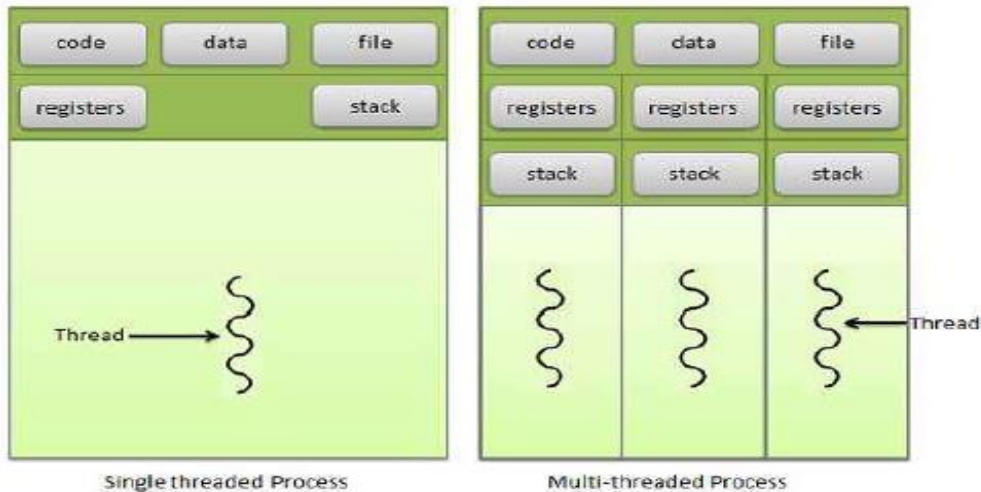 code data file
registers stack
Thread
Single threaded Process
code data file
registers registers registers
stack stack stack
Thread
Multi-threaded Process